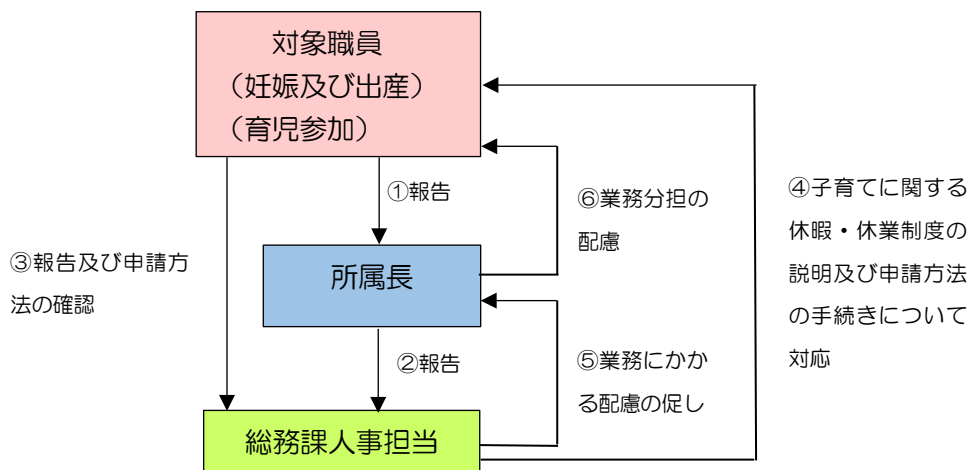 対象職員
（妊娠及び出産）
（育児参加）
①報告
⑥業務分担の
配慮
④子育てに関する
休暇・休業制度の
説明及び申請方法
の手続きについて
対応
③報告及び申請方
法の確認
所属長
②報告
⑤業務にかか
る配慮の促し
総務課人事担当